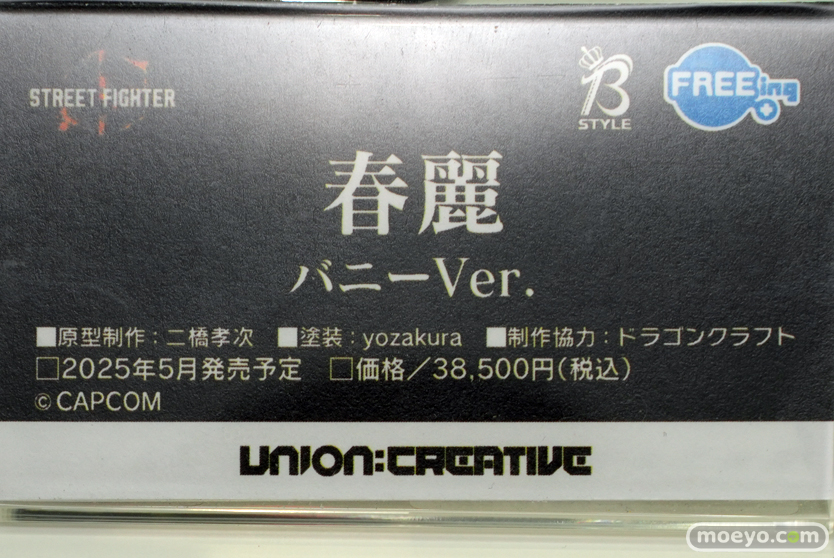 STREET FIGHTER
B
STYLE
FREEing
春麗
バニーVer.
■原型制作：二橋孝次 ■塗装：yozakura ■制作協力：ドラゴンクラフト
□2025年5月発売予定 □価格／38,500円(税込)
©CAPCOM
UNION:CREATIVE
moeyo.com